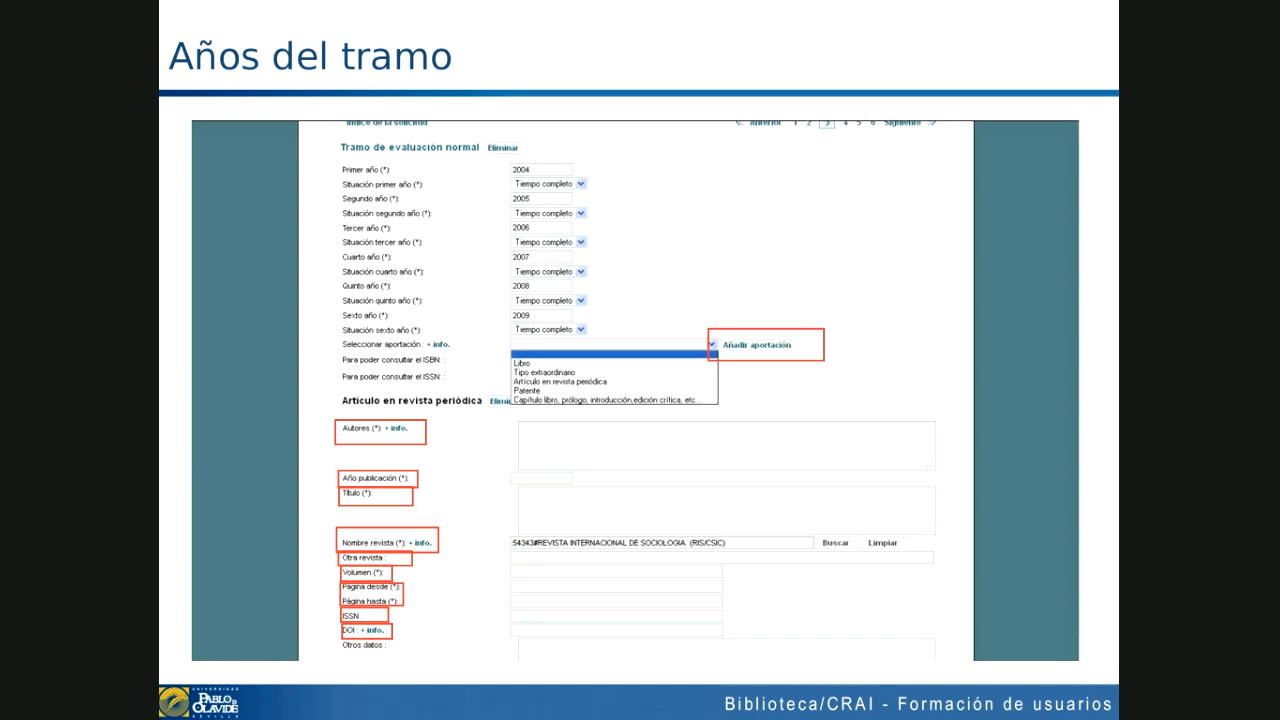 Años del tramo
Índice de la solicitud
Anterior 1 2 3 4 5 6 Siguiente
Tramo de evaluación normal Eliminar
Primer año (*): 2004
Situación primer año (*): Tiempo completo
Segundo año (*): 2005
Situación segundo año (*): Tiempo completo
Tercer año (*): 2006
Situación tercer año (*): Tiempo completo
Cuarto año (*): 2007
Situación cuarto año (*): Tiempo completo
Quinto año (*): 2008
Situación quinto año (*): Tiempo completo
Sexto año (*): 2009
Situación sexto año (*): Tiempo completo
Seleccionar aportación : + info. Añadir aportación
Para poder consultar el ISBN: :
Libro
Tipo extraordinario
Para poder consultar el ISSN: :
Artículo en revista periódica
Patente
Artículo en revista periódica Elimi
Capítulo libro, prólogo, introducción,edición crítica, etc...
Autores (*): + info.
Año publicación (*):
Título (*):
Nombre revista (*): + info. 54343#REVISTA INTERNACIONAL DE SOCIOLOGIA (RIS/CSIC) Buscar Limpiar
Otra revista :
Volumen (*):
Página desde (*):
Página hasta (*):
ISSN
DOI : + info.
Otros datos :
UNIVERSIDAD
PABLO DE
OLAVIDE
SEVILLA
Biblioteca/CRAI - Formación de usuarios